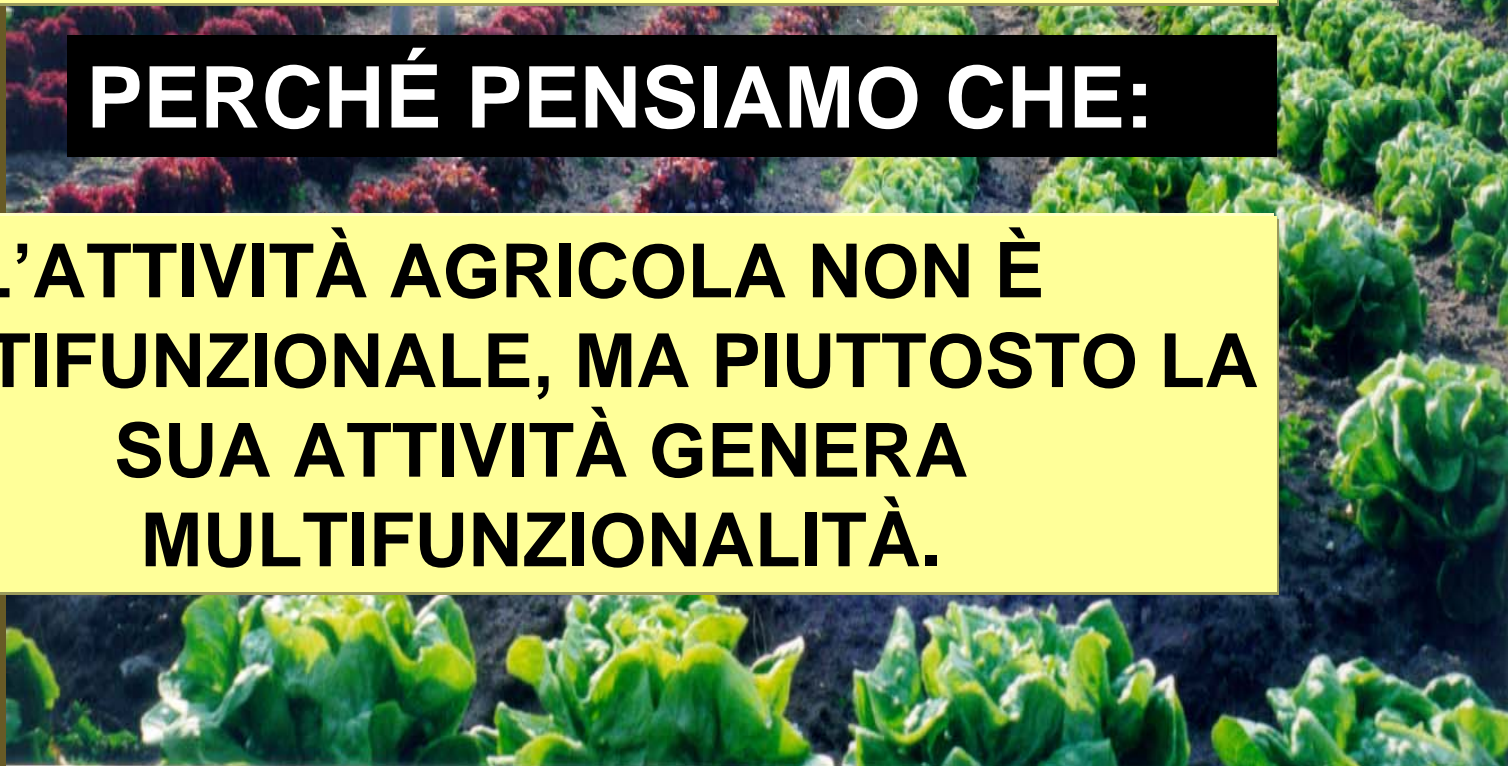 PERCHÉ PENSIAMO CHE:
L’ATTIVITÀ AGRICOLA NON È
TIFUNZIONALE, MA PIUTTOSTO LA
SUA ATTIVITÀ GENERA
MULTIFUNZIONALITÀ.